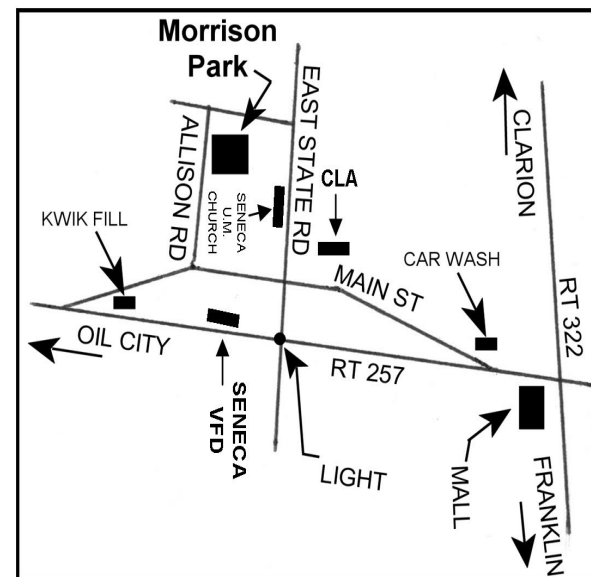 Morrison
Park
EAST STATE RD
ALLISON RD
CLARION
CLA
SENECA
U.M.
CHURCH
KWIK FILL
MAIN ST
CAR WASH
RT 322
OIL CITY
RT 257
SENECA
VFD
LIGHT
MALL
FRANKLIN